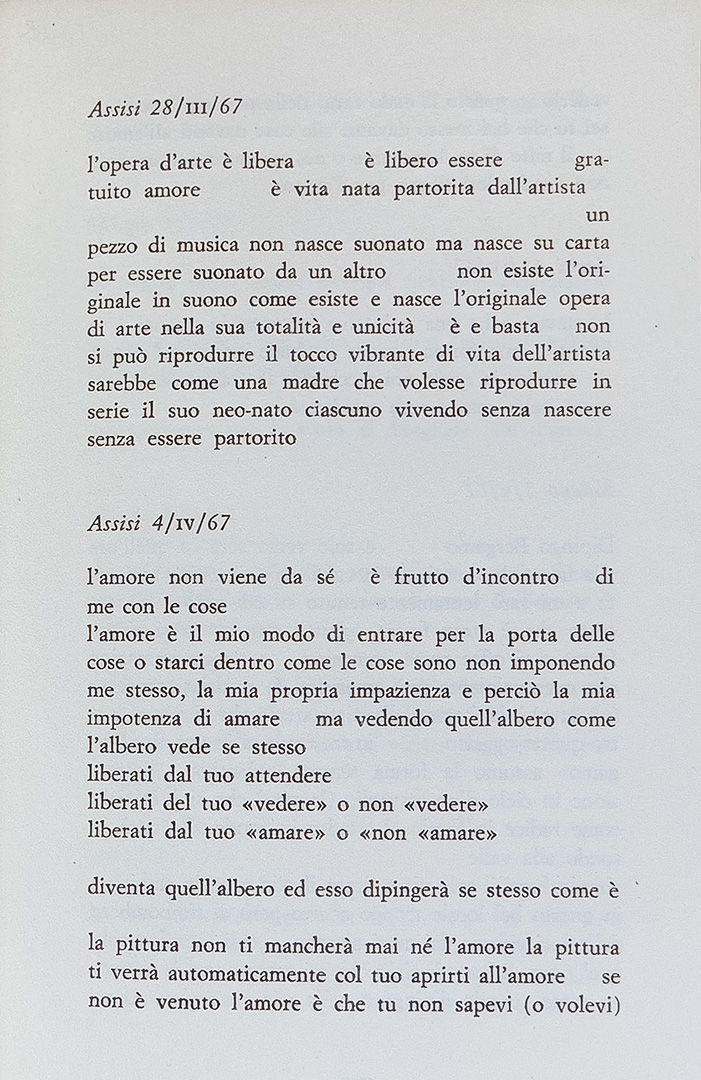 Assisi 28/III/67
l'opera d'arte è libera è libero essere gra-
tuito amore è vita nata partorita dall'artista
un
pezzo di musica non nasce suonato ma nasce su carta
per essere suonato da un altro non esiste l'ori-
ginale in suono come esiste e nasce l'originale opera
di arte nella sua totalità e unicità è e basta non
si può riprodurre il tocco vibrante di vita dell'artista
sarebbe come una madre che volesse riprodurre in
serie il suo neo-nato ciascuno vivendo senza nascere
senza essere partorito
Assisi 4/IV/67
l'amore non viene da sé è frutto d'incontro di
me con le cose
l'amore è il mio modo di entrare per la porta delle
cose o starci dentro come le cose sono non imponendo
me stesso, la mia propria impazienza e perciò la mia
impotenza di amare ma vedendo quell'albero come
l'albero vede se stesso
liberati dal tuo attendere
liberati del tuo «vedere» o non «vedere»
liberati dal tuo «amare» o «non «amare»
diventa quell'albero ed esso dipingerà se stesso come è
la pittura non ti mancherà mai né l'amore la pittura
ti verrà automaticamente col tuo aprirti all'amore se
non è venuto l'amore è che tu non sapevi (o volevi)